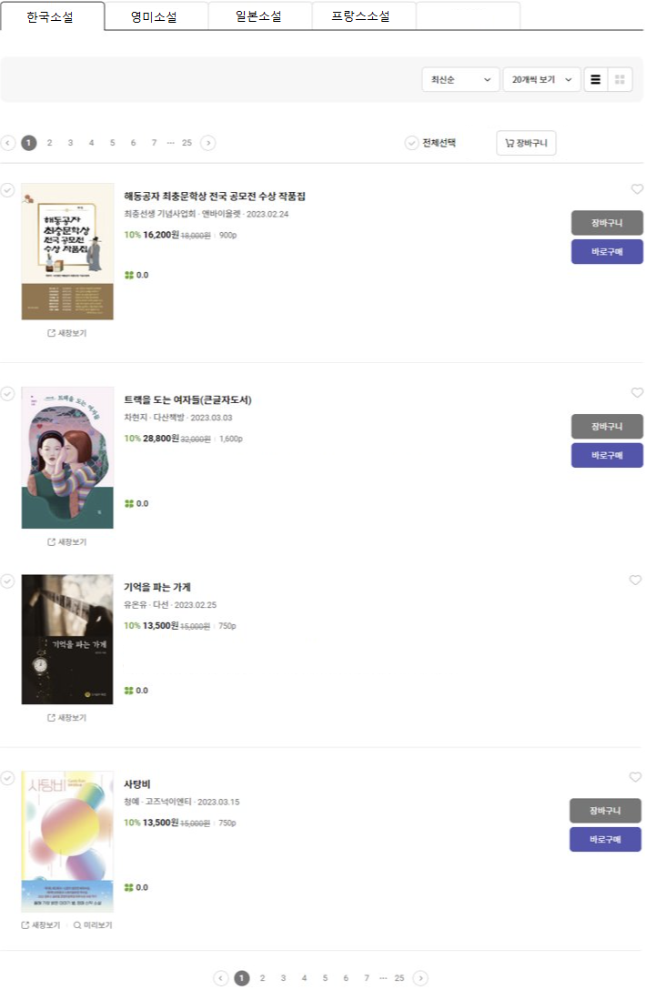 한국소설 영미소설 일본소설 프랑스소설
최신순 20개씩 보기
1 2 3 4 5 6 7 ··· 25 전체선택 장바구니
해동공자 최충문학상 전국 공모전 수상 작품집
최충선생 기념사업회 · 앤바이올렛 · 2023.02.24
10% 16,200원 18,000원 900p
0.0
장바구니
바로구매
해동공자
최충문학상
전국 공모전
수상 작품집
새창보기
트랙을 도는 여자들(큰글자도서)
차현지 · 다산책방 · 2023.03.03
10% 28,800원 32,000원 1,600p
0.0
장바구니
바로구매
트랙을 도는 여자들
새창보기
기억을 파는 가게
유온유 · 다선 · 2023.02.25
10% 13,500원 15,000원 750p
0.0
기억을 파는 가게
새창보기
사탕비
청예 · 고즈넉이엔티 · 2023.03.15
10% 13,500원 15,000원 750p
0.0
장바구니
바로구매
사탕비
새창보기 미리보기
1 2 3 4 5 6 7 ··· 25